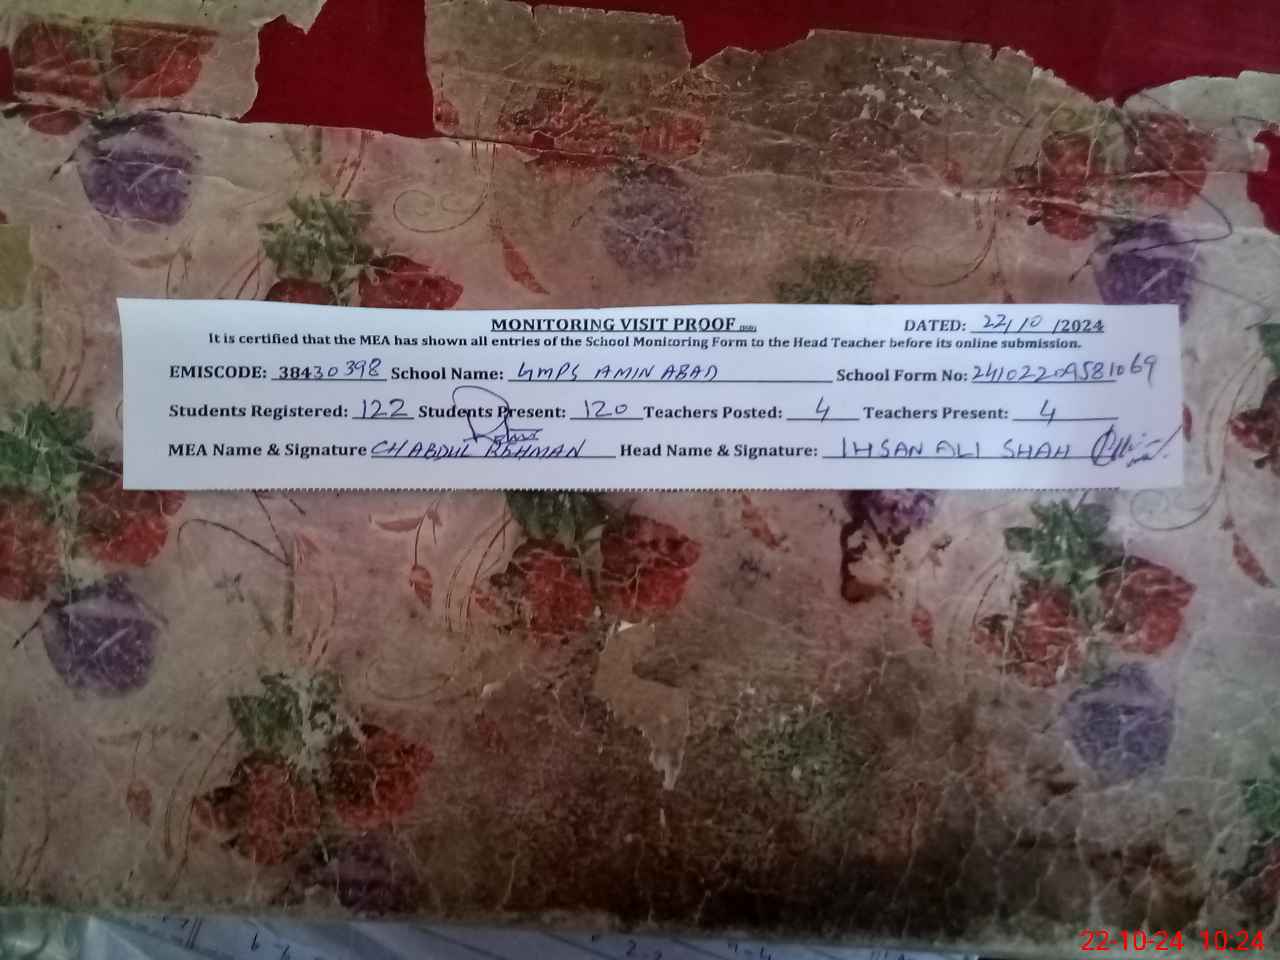 MONITORING VISIT PROOF DATED: 22/10/2024
It is certified that the MEA has shown all entries of the School Monitoring Form to the Head Teacher before its online submission.
EMISCODE: 38430398 School Name: GMPS AMIN ABAD School Form No: 24102209581069
Students Registered: 122 Students Present: 120 Teachers Posted: 4 Teachers Present: 4
MEA Name & Signature CH ABDUL REHMAN Head Name & Signature: IHSAN ALI SHAH
22-10-24 10:24